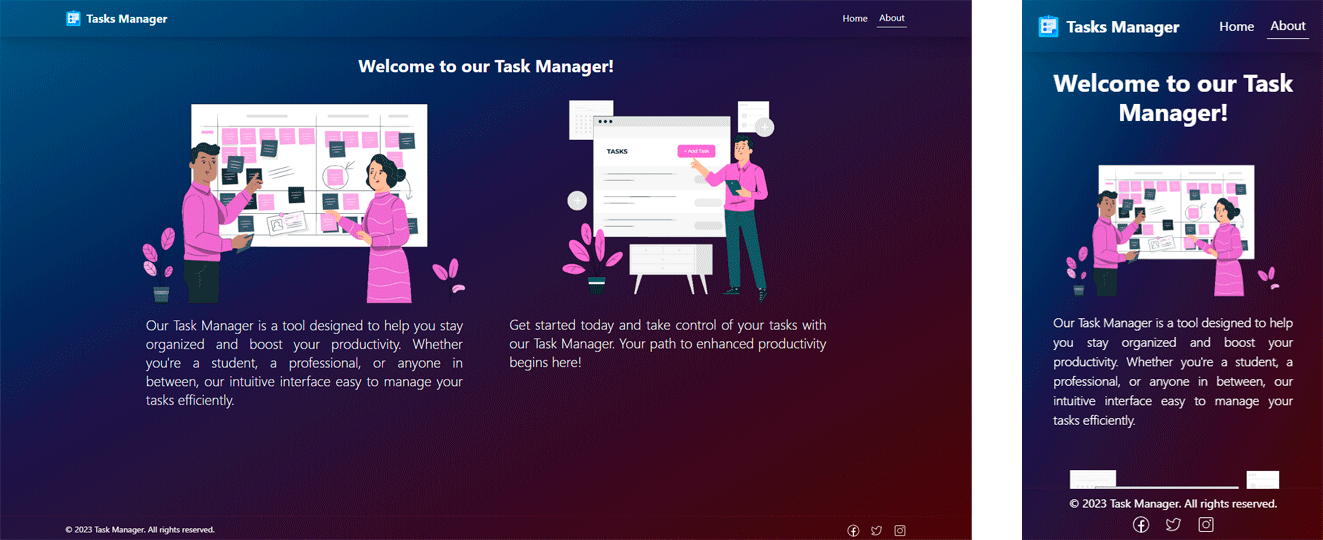 Tasks Manager
Home
About
Welcome to our Task Manager!
TASKS
+ Add Task
Our Task Manager is a tool designed to help you stay
organized and boost your productivity. Whether
you're a student, a professional, or anyone in
between, our intuitive interface easy to manage your
tasks efficiently.
Get started today and take control of your tasks with
our Task Manager. Your path to enhanced productivity
begins here!
© 2023 Task Manager. All rights reserved.
Tasks Manager
Home
About
Welcome to our Task
Manager!
Our Task Manager is a tool designed to help
you stay organized and boost your
productivity. Whether you're a student, a
professional, or anyone in between, our
intuitive interface easy to manage your
tasks efficiently.
© 2023 Task Manager. All rights reserved.